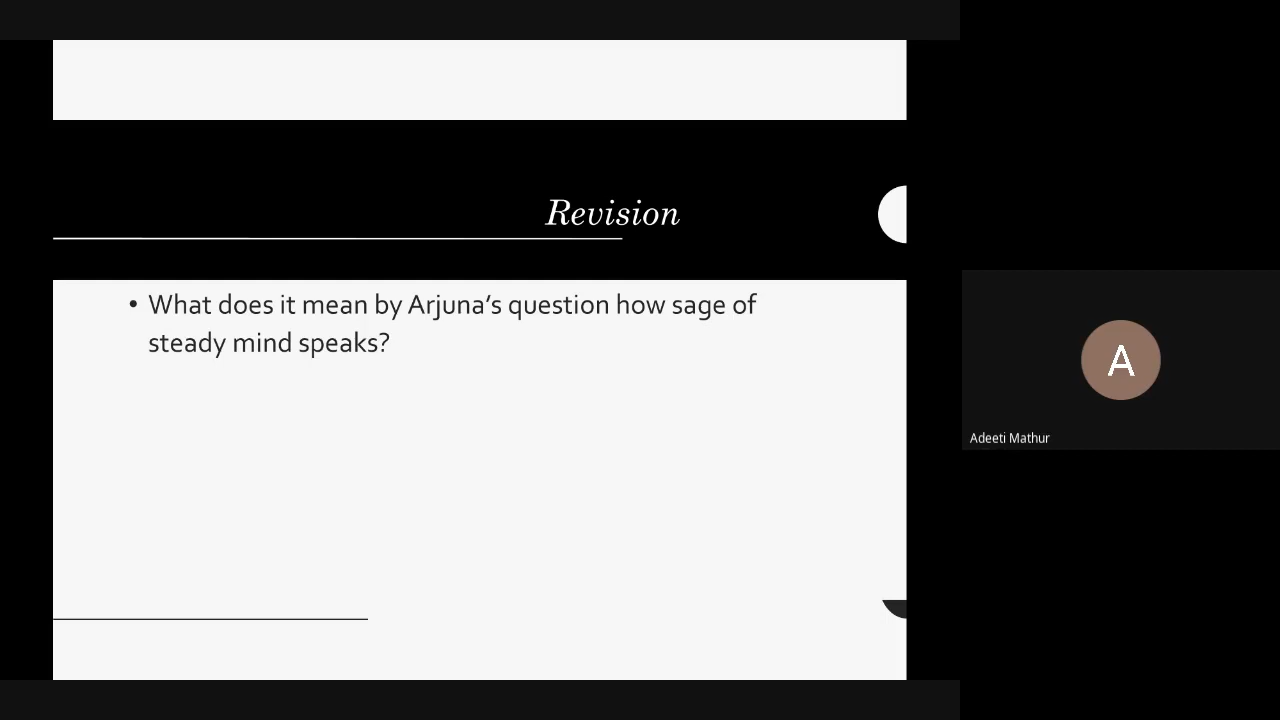 Revision
• What does it mean by Arjuna’s question how sage of
steady mind speaks?
A
Adeeti Mathur